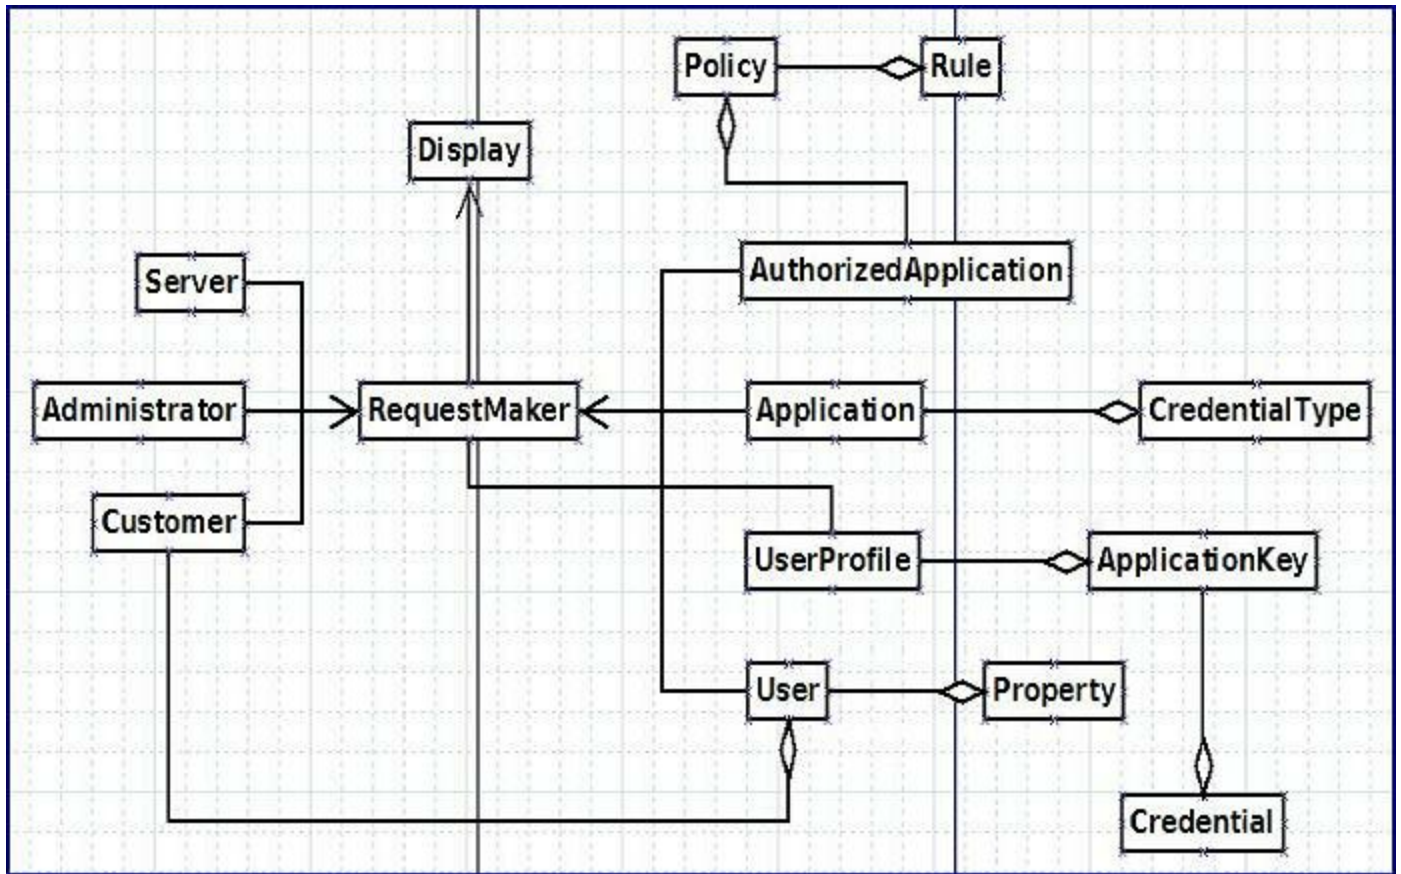 Policy
Rule
Display
AuthorizedApplication
Server
Administrator
RequestMaker
Application
CredentialType
Customer
UserProfile
ApplicationKey
User
Property
Credential